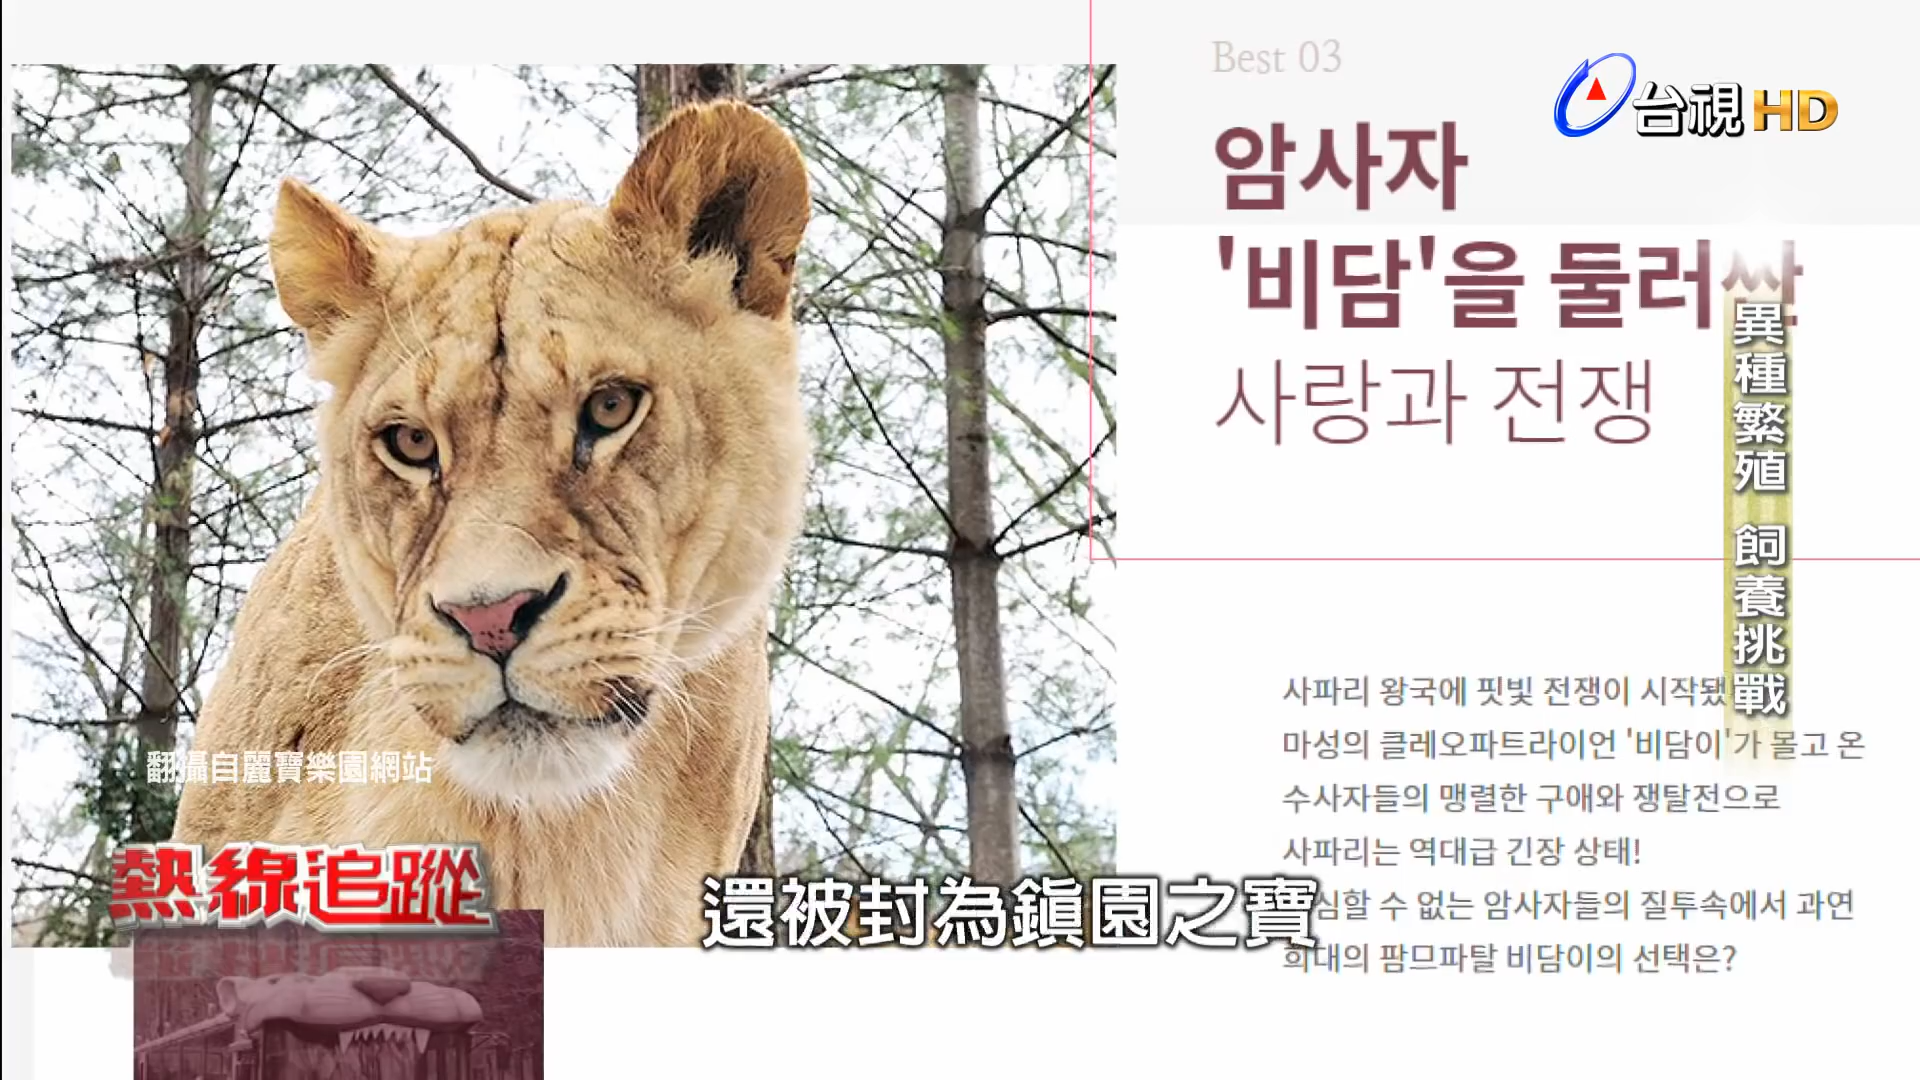 Best 03
台視HD
암사자
'비담'을 둘러싼
사랑과 전쟁
異種繁殖 飼養挑戰
사파리 왕국에 핏빛 전쟁이 시작됐
마성의 클레오파트라이언 '비담이'가 몰고 온
수사자들의 맹렬한 구애와 쟁탈전으로
사파리는 역대급 긴장 상태!
심할 수 없는 암사자들의 질투속에서 과연
희대의 팜므파탈 비담이의 선택은?
翻攝自麗寶樂園網站
熱線追蹤
還被封為鎮園之寶